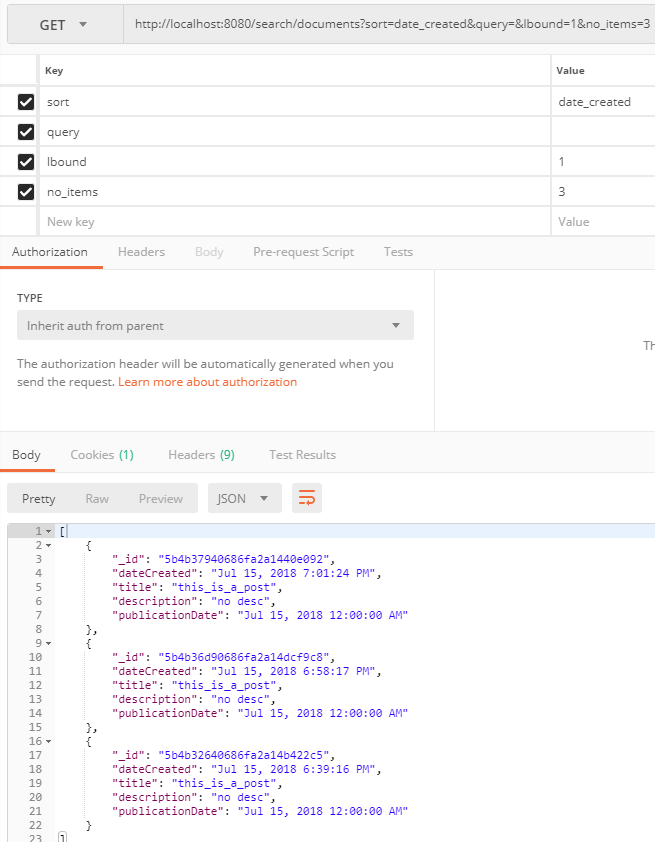 GET http://localhost:8080/search/documents?sort=date_created&query=&lbound=1&no_items=3
Key Value
sort date_created
query
lbound 1
no_items 3
New key Value
Authorization Headers Body Pre-request Script Tests
TYPE
Inherit auth from parent
Th
The authorization header will be automatically generated when you
send the request. Learn more about authorization
Body Cookies (1) Headers (9) Test Results
Pretty Raw Preview JSON
1 [
2 {
3 "_id": "5b4b37940686fa2a1440e092",
4 "dateCreated": "Jul 15, 2018 7:01:24 PM",
5 "title": "this_is_a_post",
6 "description": "no desc",
7 "publicationDate": "Jul 15, 2018 12:00:00 AM"
8 },
9 {
10 "_id": "5b4b36d90686fa2a14dcf9c8",
11 "dateCreated": "Jul 15, 2018 6:58:17 PM",
12 "title": "this_is_a_post",
13 "description": "no desc",
14 "publicationDate": "Jul 15, 2018 12:00:00 AM"
15 },
16 {
17 "_id": "5b4b32640686fa2a14b422c5",
18 "dateCreated": "Jul 15, 2018 6:39:16 PM",
19 "title": "this_is_a_post",
20 "description": "no desc",
21 "publicationDate": "Jul 15, 2018 12:00:00 AM"
22 }
23 ]